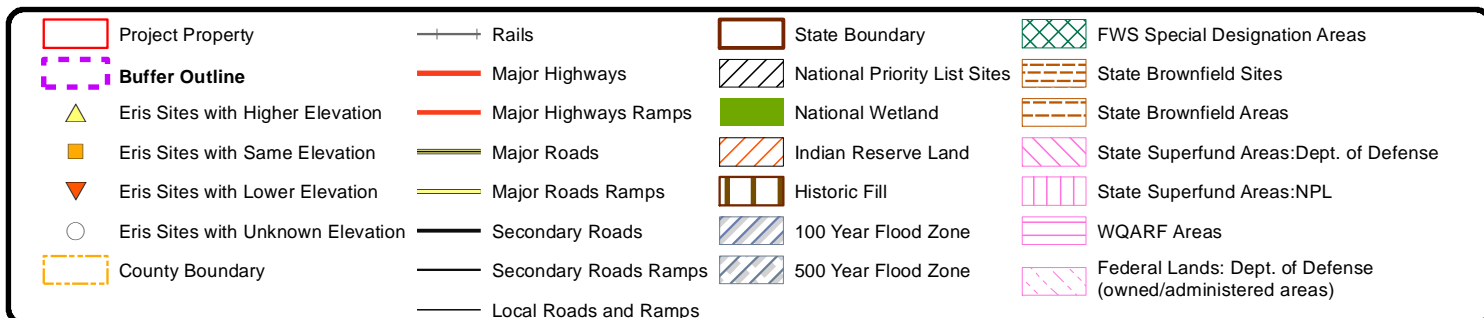 Project Property
Buffer Outline
Eris Sites with Higher Elevation
Eris Sites with Same Elevation
Eris Sites with Lower Elevation
Eris Sites with Unknown Elevation
County Boundary
Rails
Major Highways
Major Highways Ramps
Major Roads
Major Roads Ramps
Secondary Roads
Secondary Roads Ramps
Local Roads and Ramps
State Boundary
National Priority List Sites
National Wetland
Indian Reserve Land
Historic Fill
100 Year Flood Zone
500 Year Flood Zone
FWS Special Designation Areas
State Brownfield Sites
State Brownfield Areas
State Superfund Areas:Dept. of Defense
State Superfund Areas:NPL
WQARF Areas
Federal Lands: Dept. of Defense
(owned/administered areas)